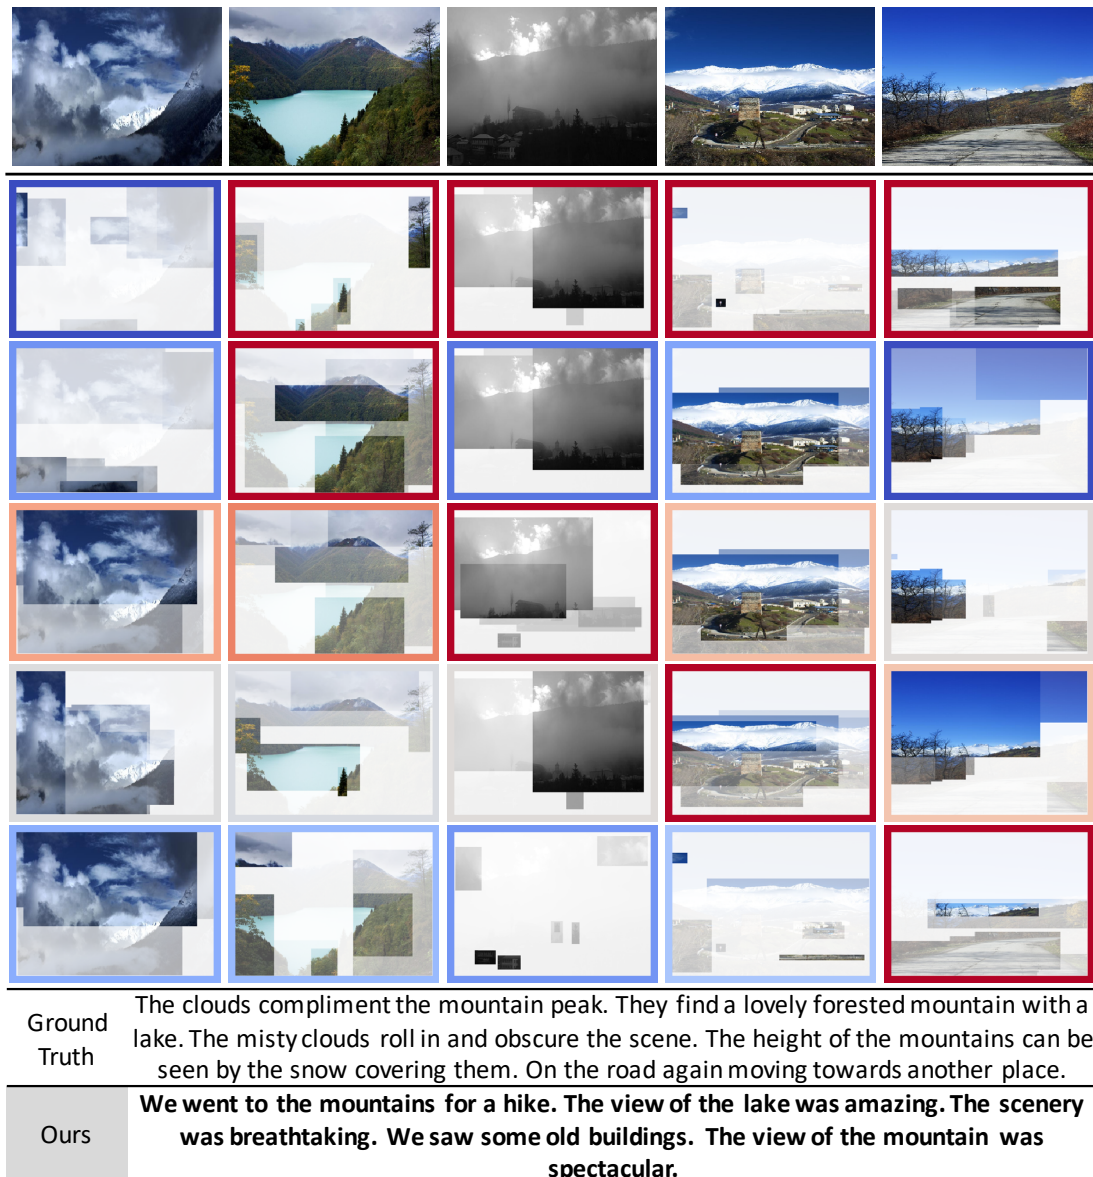 Ground
Truth
The clouds compliment the mountain peak. They find a lovely forested mountain with a
lake. The misty clouds roll in and obscure the scene. The height of the mountains can be
seen by the snow covering them. On the road again moving towards another place.
Ours
We went to the mountains for a hike. The view of the lake was amazing. The scenery
was breathtaking. We saw some old buildings. The view of the mountain was
spectacular.